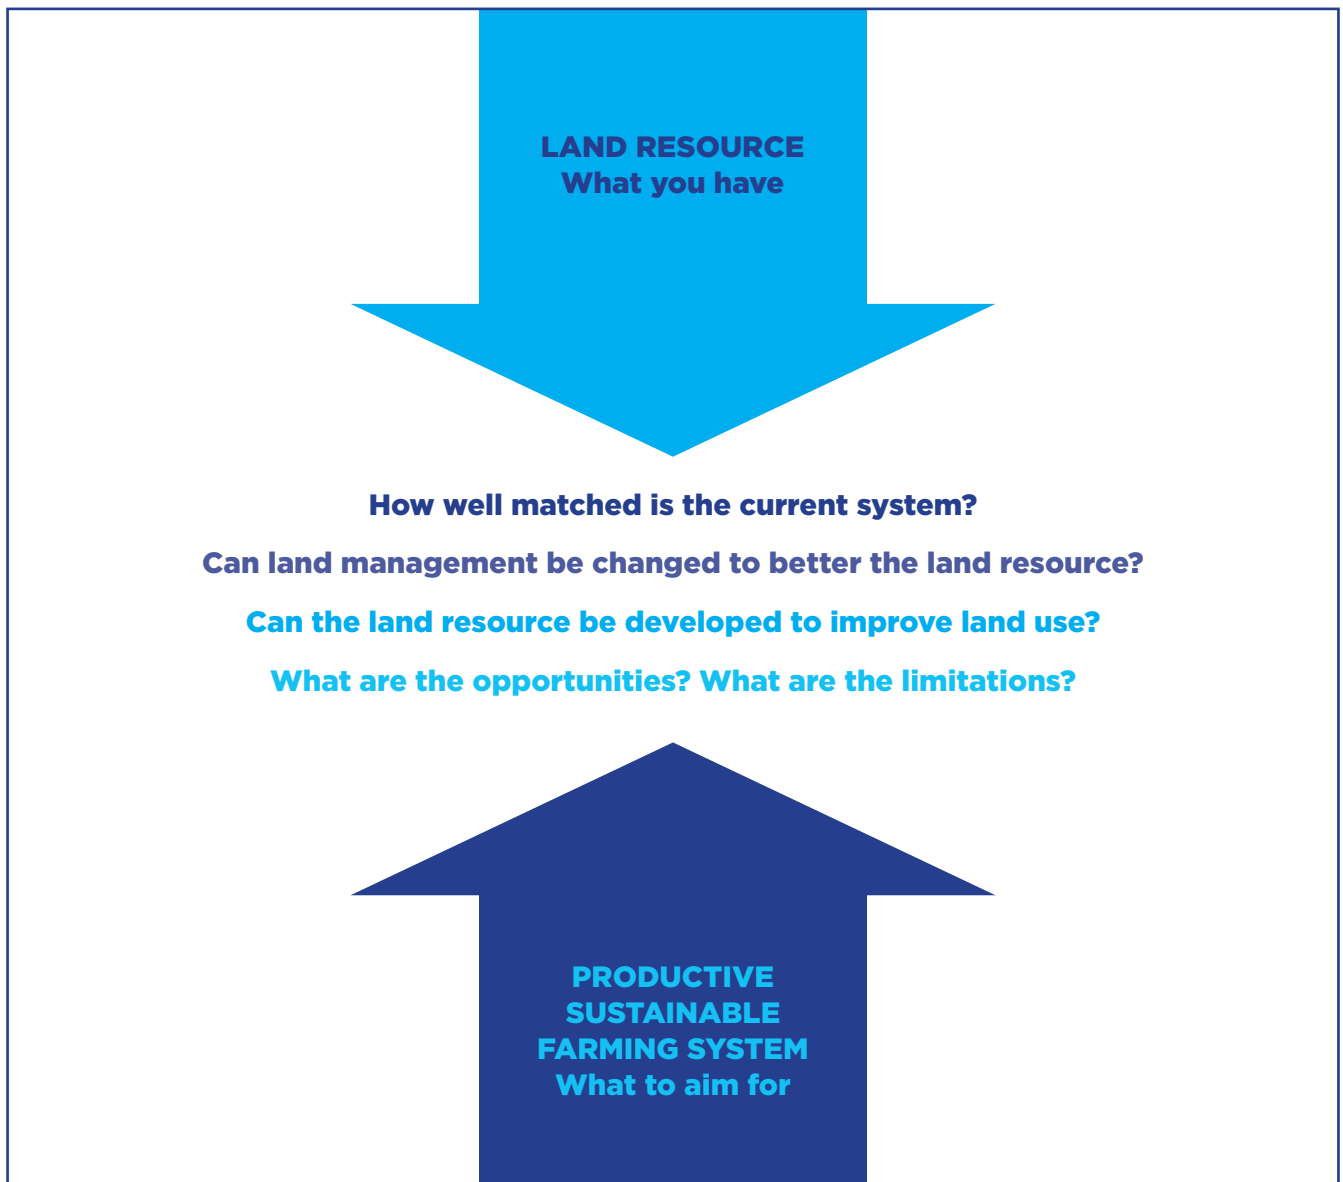 LAND RESOURCE
What you have
How well matched is the current system?
Can land management be changed to better the land resource?
Can the land resource be developed to improve land use?
What are the opportunities? What are the limitations?
PRODUCTIVE
SUSTAINABLE
FARMING SYSTEM
What to aim for